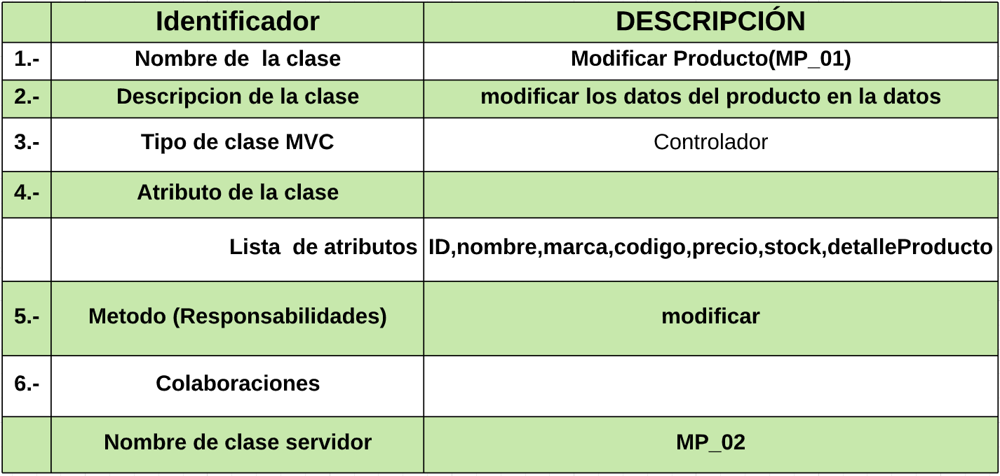 Identificador DESCRIPCIÓN
1.- Nombre de  la clase Modificar Producto(MP_01)
2.- Descripcion de la clase modificar los datos del producto en la datos
3.- Tipo de clase MVC Controlador
4.- Atributo de la clase
Lista  de atributos ID,nombre,marca,codigo,precio,stock,detalleProducto
5.- Metodo (Responsabilidades) modificar
6.- Colaboraciones
Nombre de clase servidor MP_02